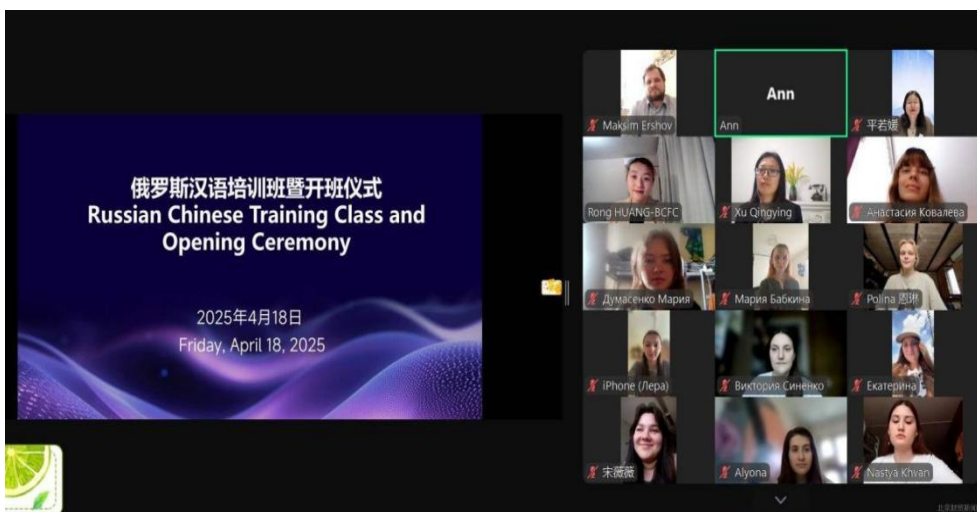 俄罗斯汉语培训班暨开班仪式
Russian Chinese Training Class and
Opening Ceremony
2025年4月18日
Friday, April 18, 2025
Maksim Ershov
Ann
Ann
平若媛
Rong HUANG-BCFC
Xu Qingying
Анастасия Ковалева
Думасенко Мария
Мария Бабкина
Polina 恩琳
iPhone (Лера)
Виктория Синенко
Екатерина
宋薇薇
Alyona
Nastya Khvan